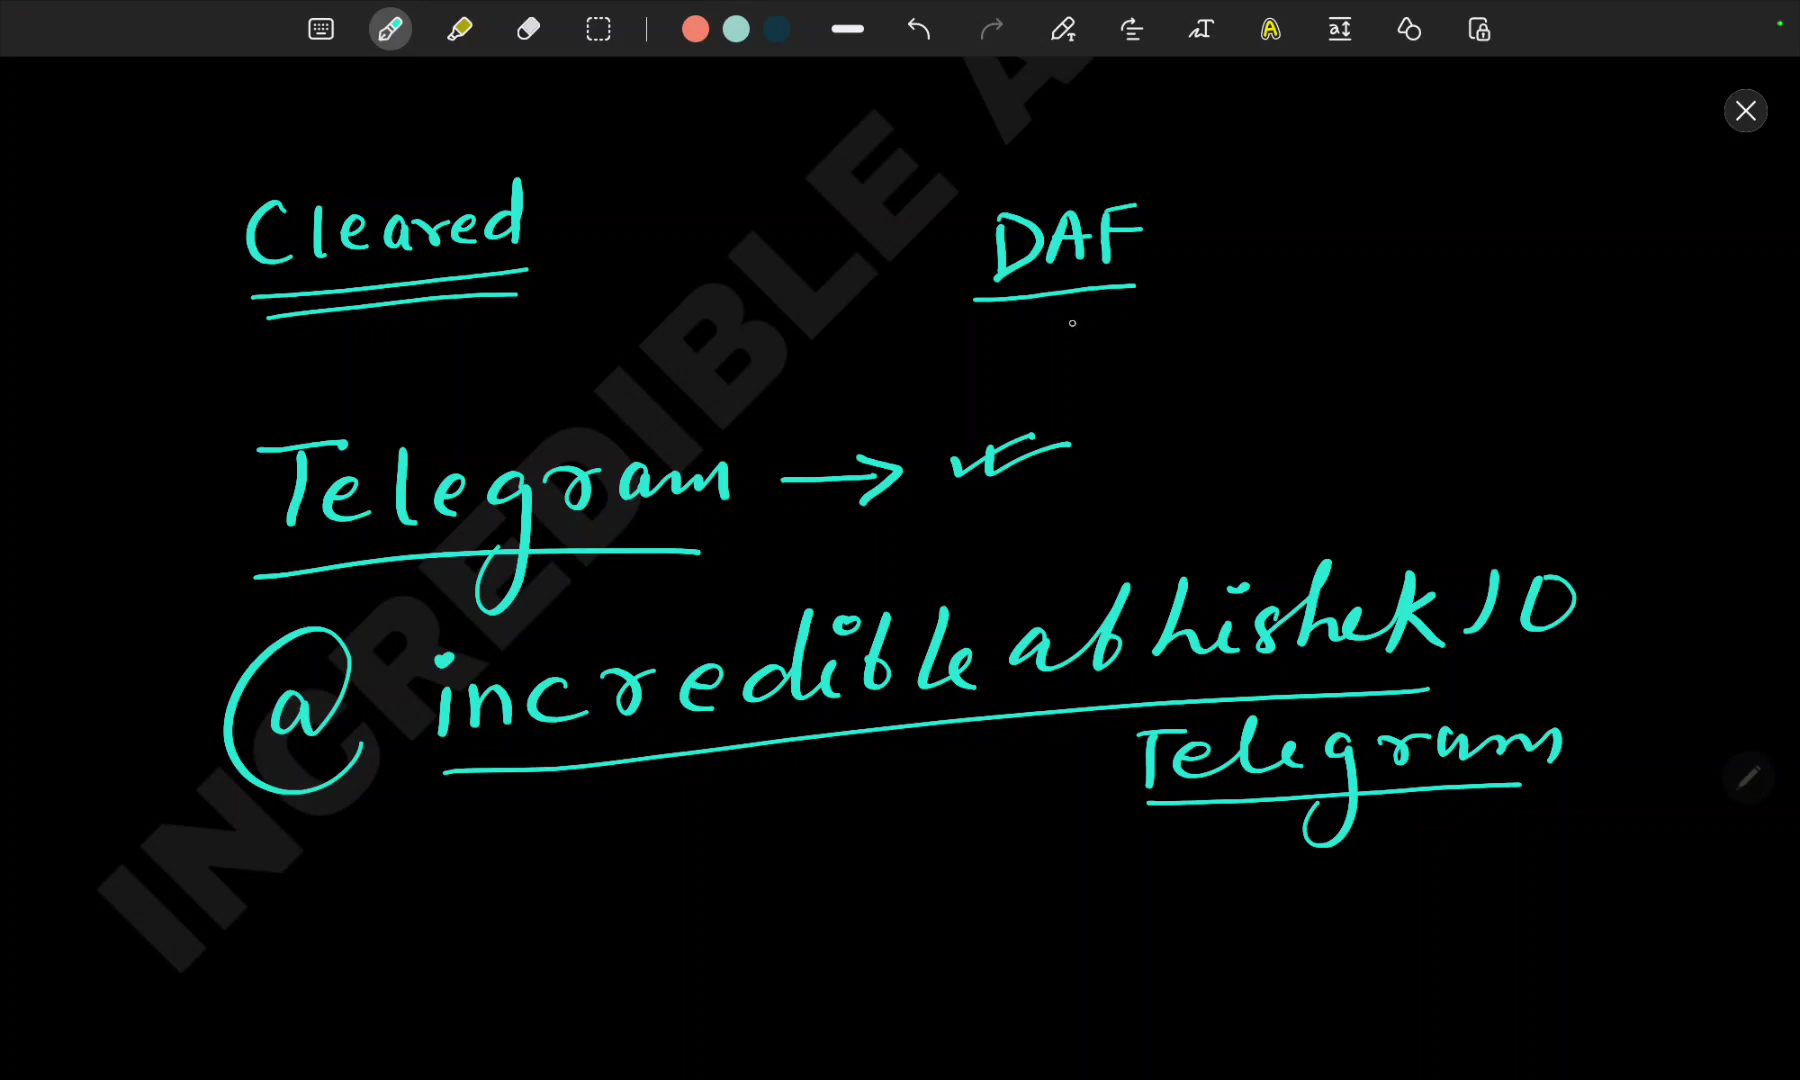 Cleared DAF
Telegram → ✓
@incredibleabhishek10
Telegram
INCREDIBLE A